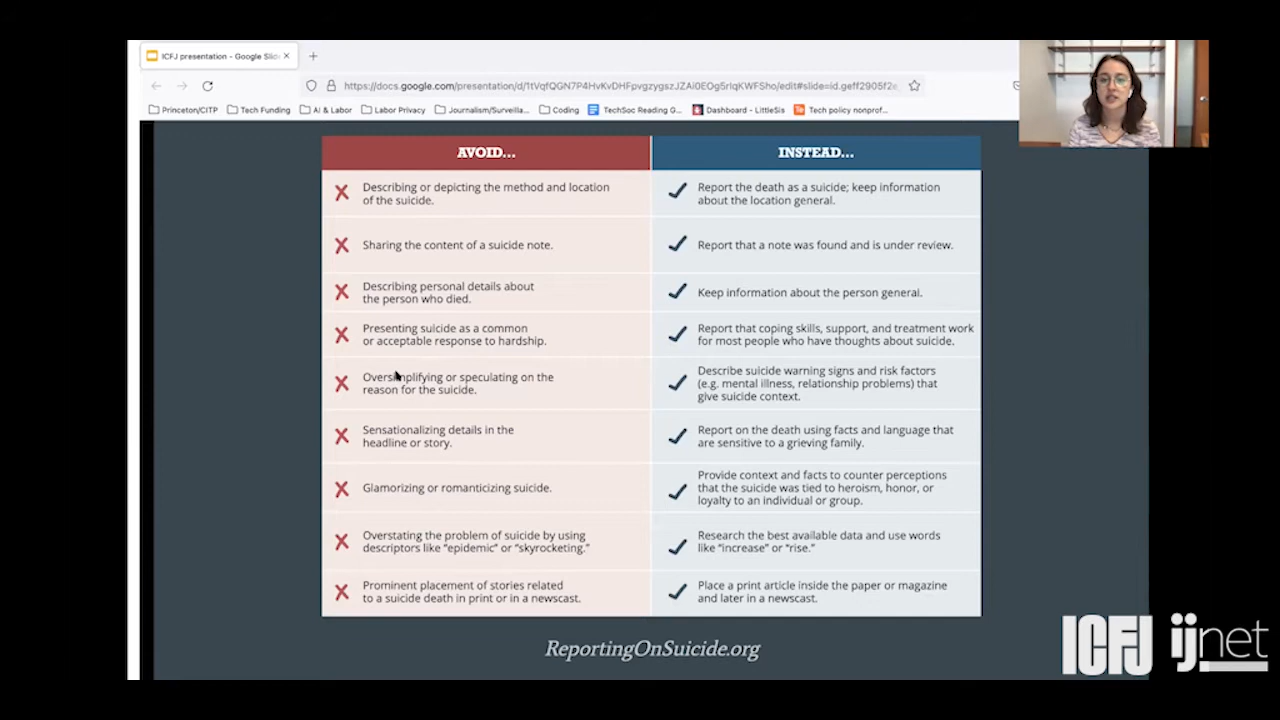 ICFJ presentation - Google Slid
https://docs.google.com/presentation/d/
Princeton/CITP
Tech Funding
AI & Labor
Labor Privacy
Journalism/Surveilla...
Coding
TechSoc Reading G...
Dashboard - LittleSis
Tech policy nonprof...
AVOID... INSTEAD...
Describing or depicting the method and location
of the suicide.
Report the death as a suicide; keep information
about the location general.
Sharing the content of a suicide note.
Report that a note was found and is under review.
Describing personal details about
the person who died.
Keep information about the person general.
Presenting suicide as a common
or acceptable response to hardship.
Report that coping skills, support, and treatment work
for most people who have thoughts about suicide.
Oversimplifying or speculating on the
reason for the suicide.
Describe suicide warning signs and risk factors
(e.g. mental illness, relationship problems) that
give suicide context.
Sensationalizing details in the
headline or story.
Report on the death using facts and language that
are sensitive to a grieving family.
Glamorizing or romanticizing suicide.
Provide context and facts to counter perceptions
that the suicide was tied to heroism, honor, or
loyalty to an individual or group.
Overstating the problem of suicide by using
descriptors like “epidemic” or “skyrocketing.”
Research the best available data and use words
like “increase” or “rise.”
Prominent placement of stories related
to a suicide death in print or in a newscast.
Place a print article inside the paper or magazine
and later in a newscast.
ReportingOnSuicide.org
ICFJ ijnet